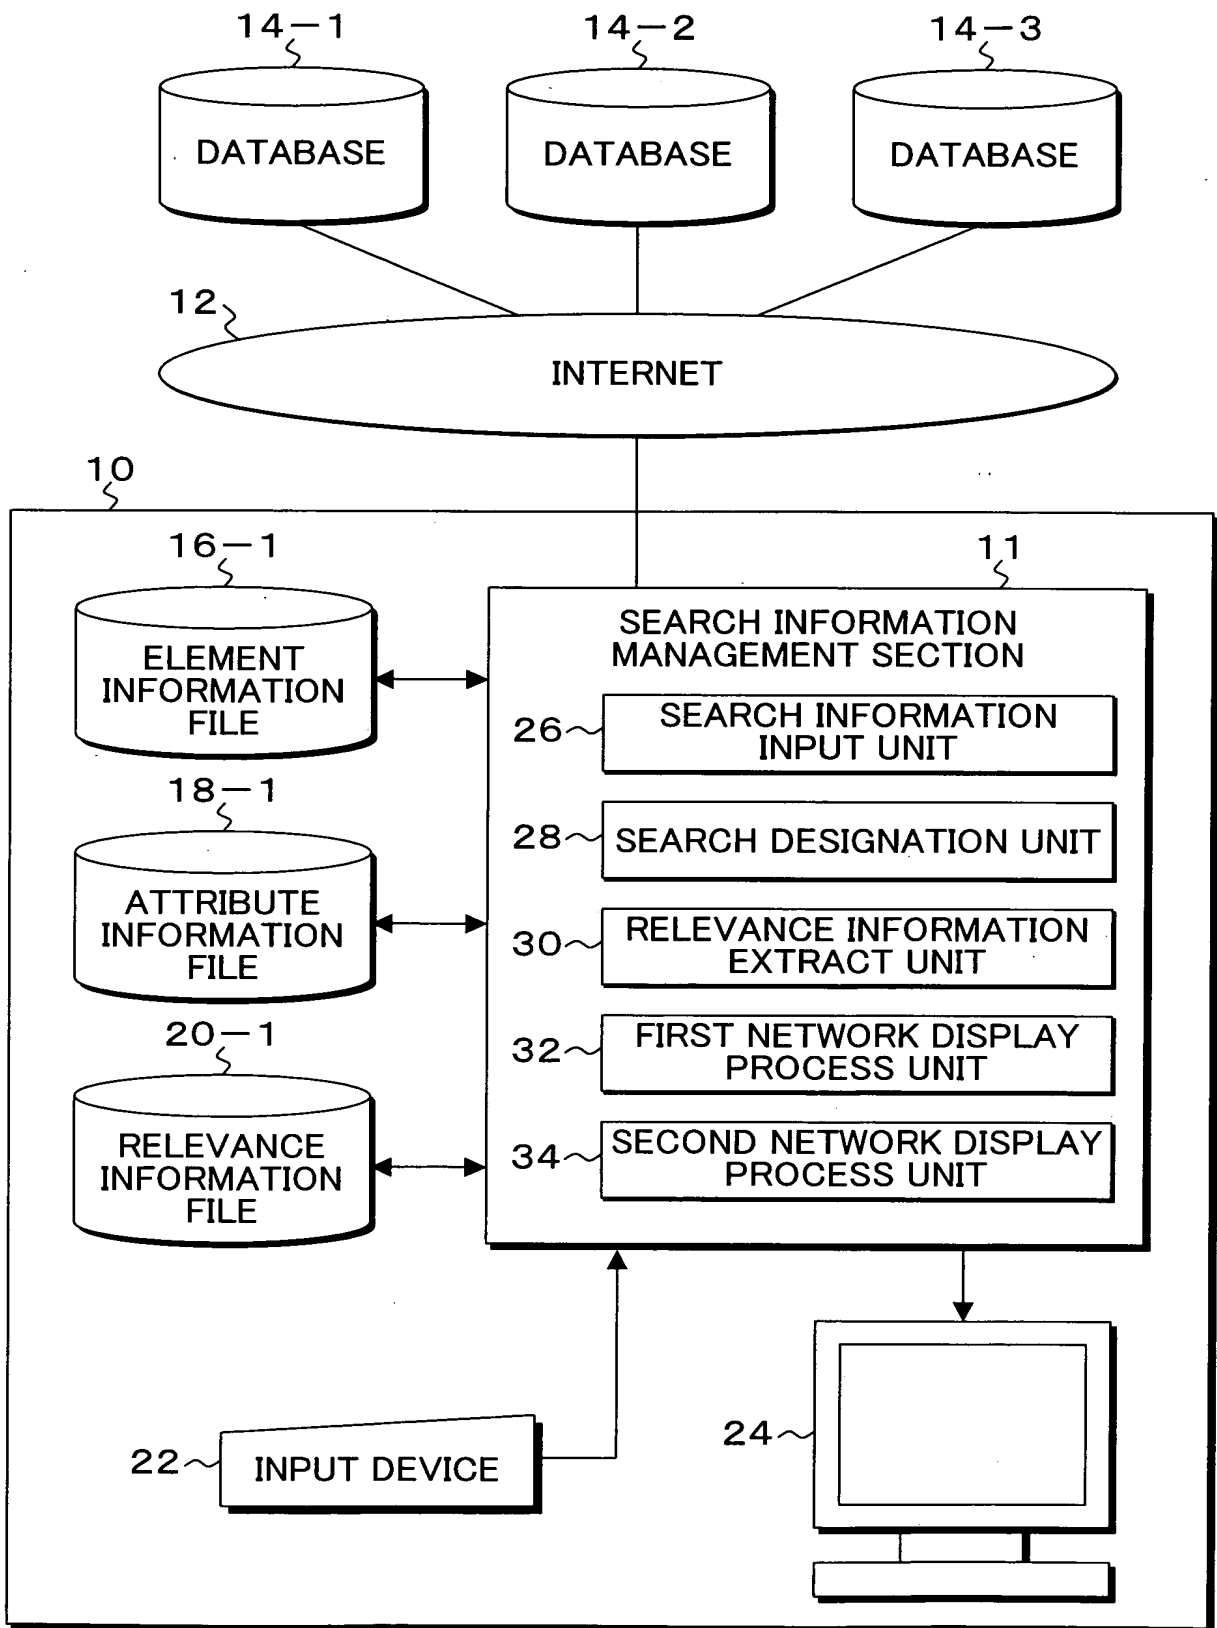 14-1
14-2
14-3
DATABASE
DATABASE
DATABASE
12
INTERNET
10
16-1
11
ELEMENT
INFORMATION
FILE
SEARCH INFORMATION
MANAGEMENT SECTION
26
SEARCH INFORMATION
INPUT UNIT
18-1
28
SEARCH DESIGNATION UNIT
ATTRIBUTE
INFORMATION
FILE
30
RELEVANCE INFORMATION
EXTRACT UNIT
20-1
32
FIRST NETWORK DISPLAY
PROCESS UNIT
RELEVANCE
INFORMATION
FILE
34
SECOND NETWORK DISPLAY
PROCESS UNIT
22
INPUT DEVICE
24